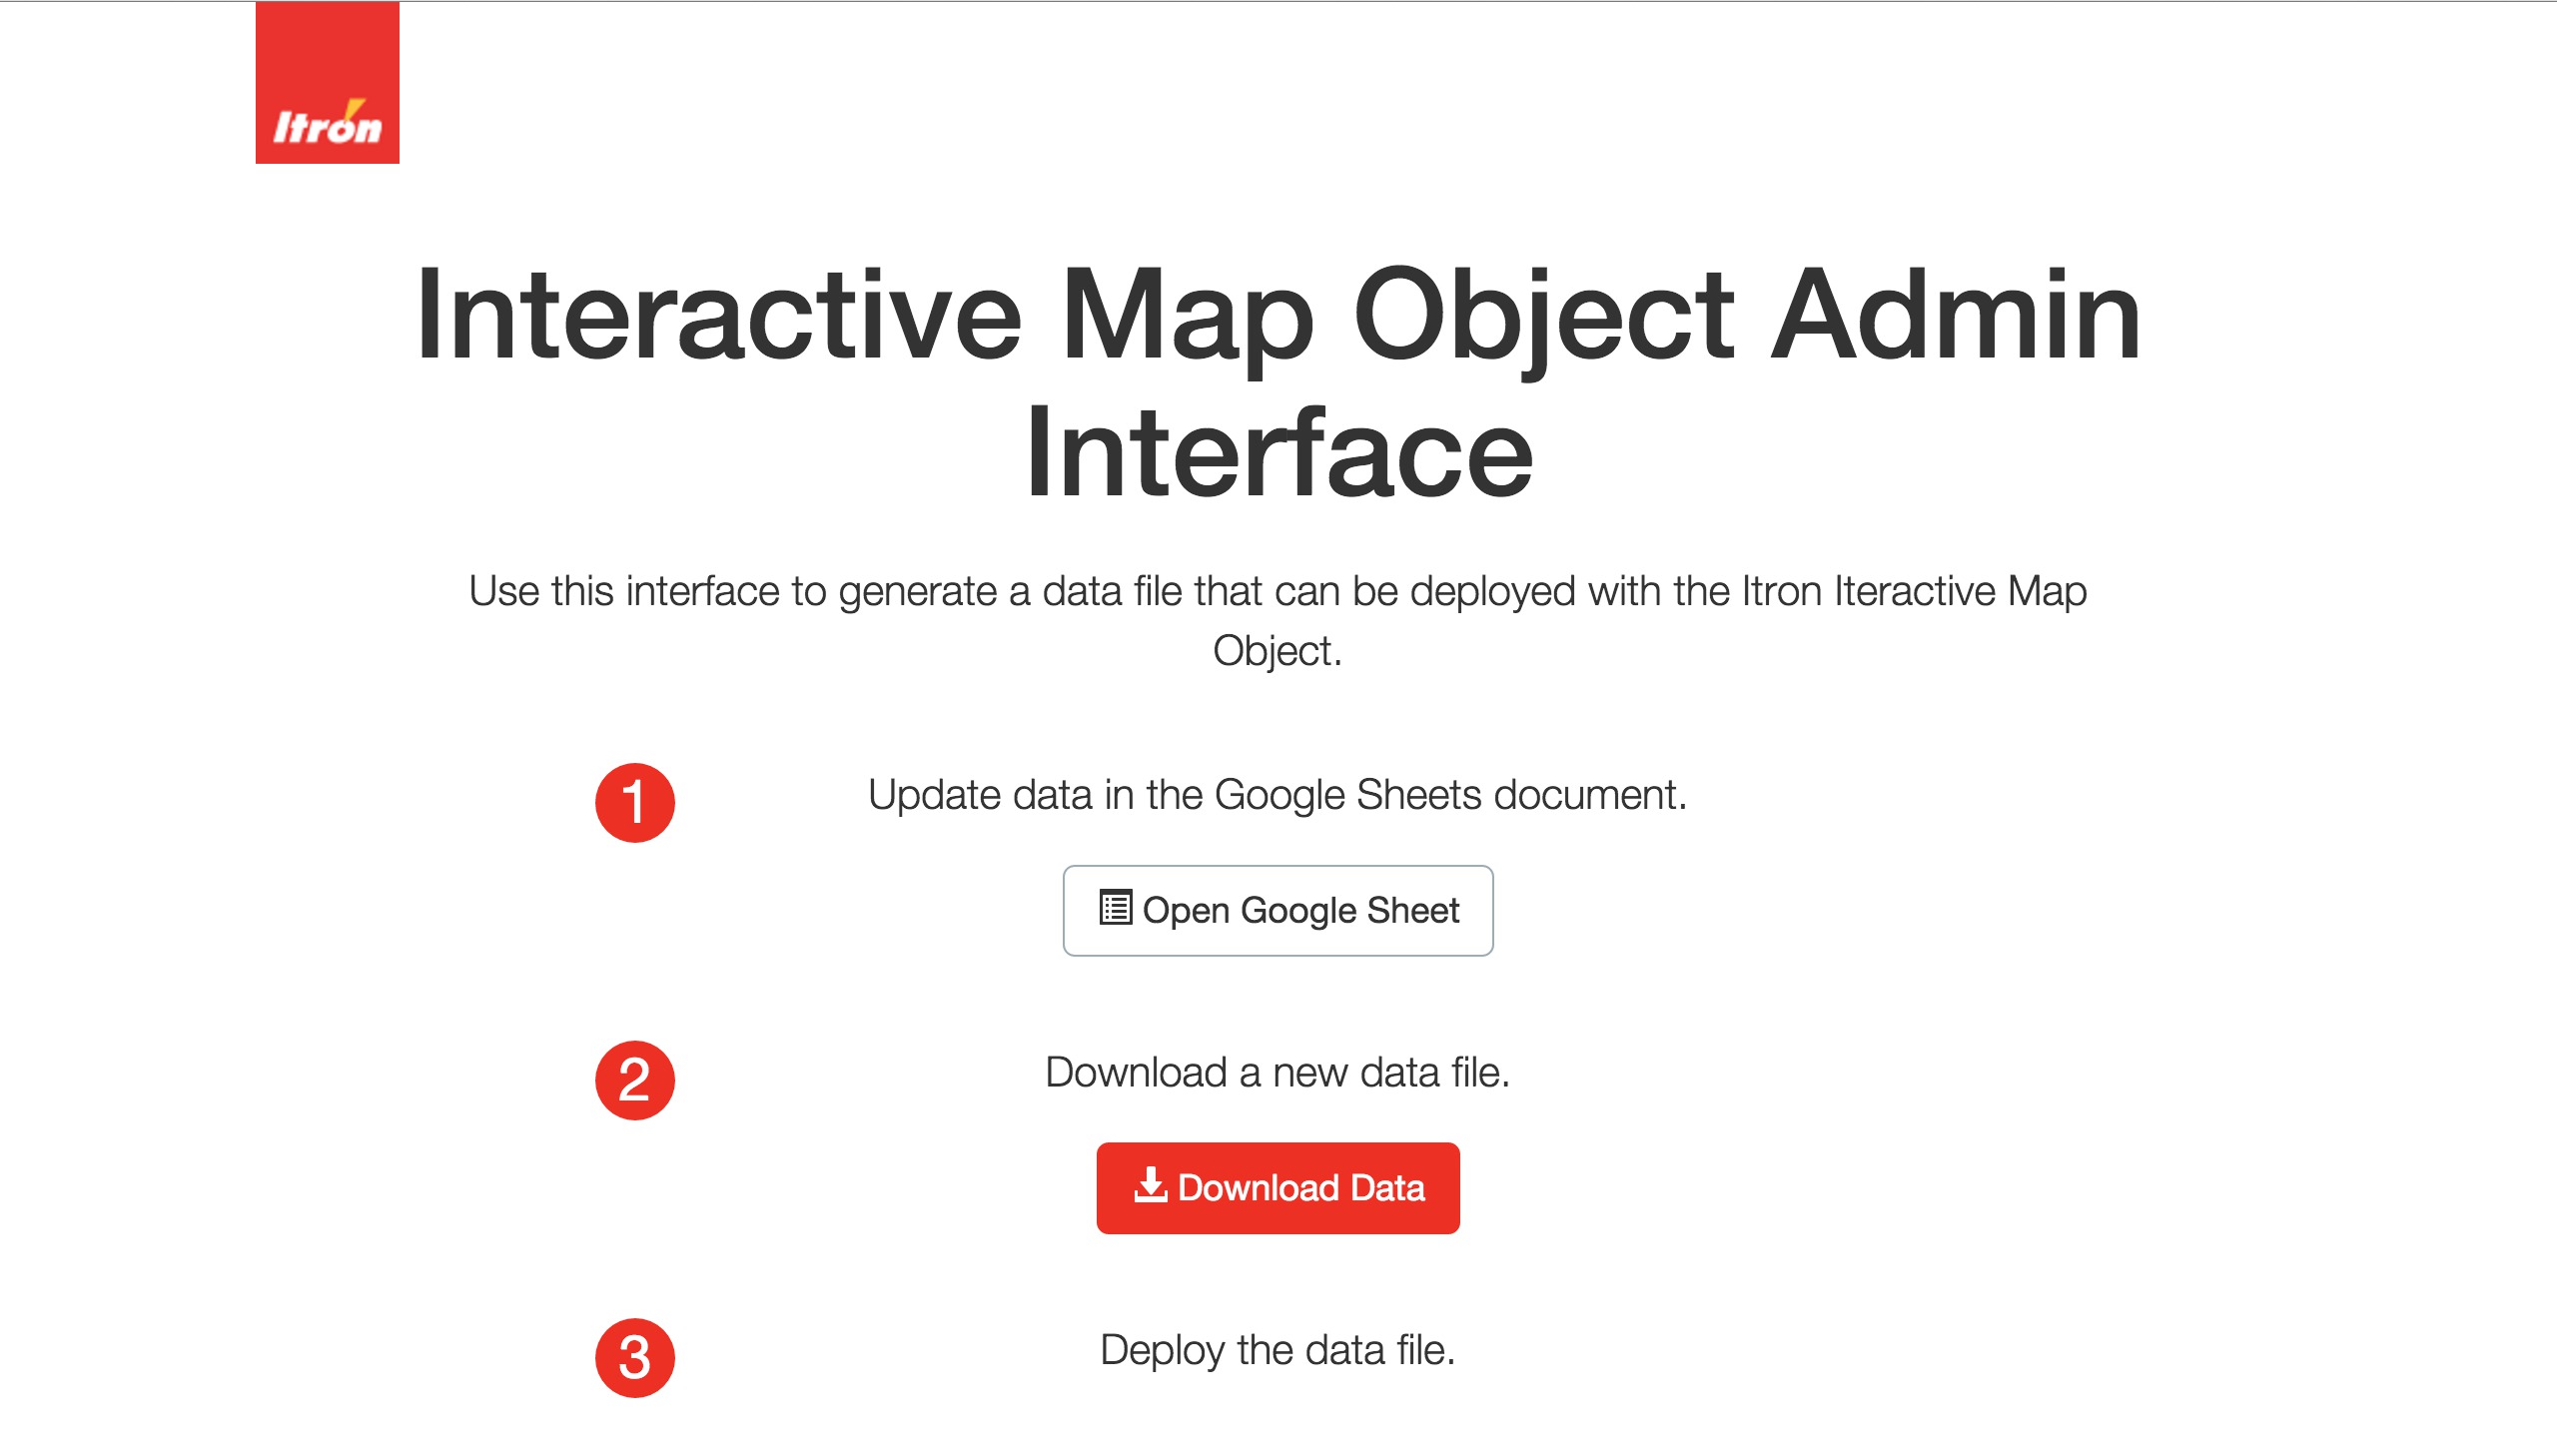 Itron
Interactive Map Object Admin
Interface
Use this interface to generate a data file that can be deployed with the Itron Iteractive Map
Object.
1
Update data in the Google Sheets document.
Open Google Sheet
2
Download a new data file.
Download Data
3
Deploy the data file.